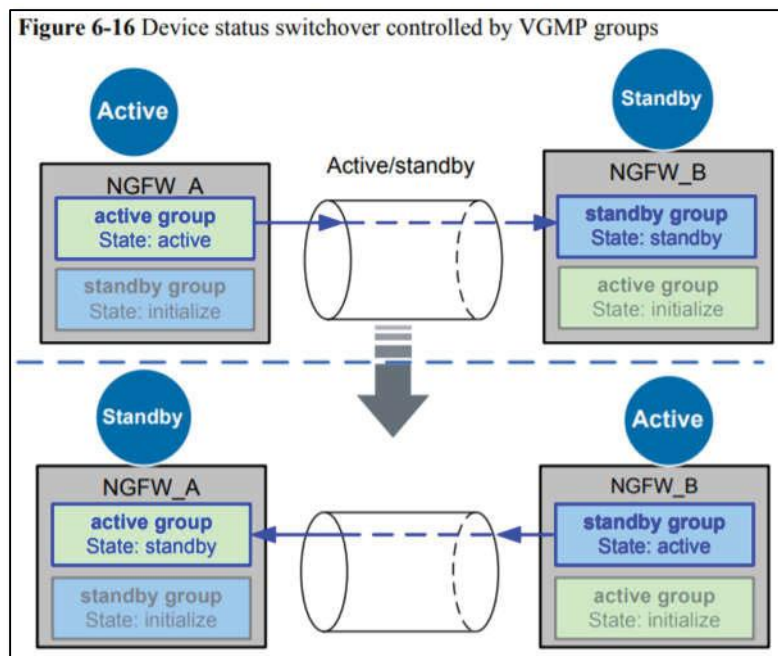 Figure 6-16 Device status switchover controlled by VGMP groups
Active
Standby
NGFW_A
active group
State: active
standby group
State: initialize
Active/standby
NGFW_B
standby group
State: standby
active group
State: initialize
Standby
Active
NGFW_A
active group
State: standby
standby group
State: initialize
NGFW_B
standby group
State: active
active group
State: initialize